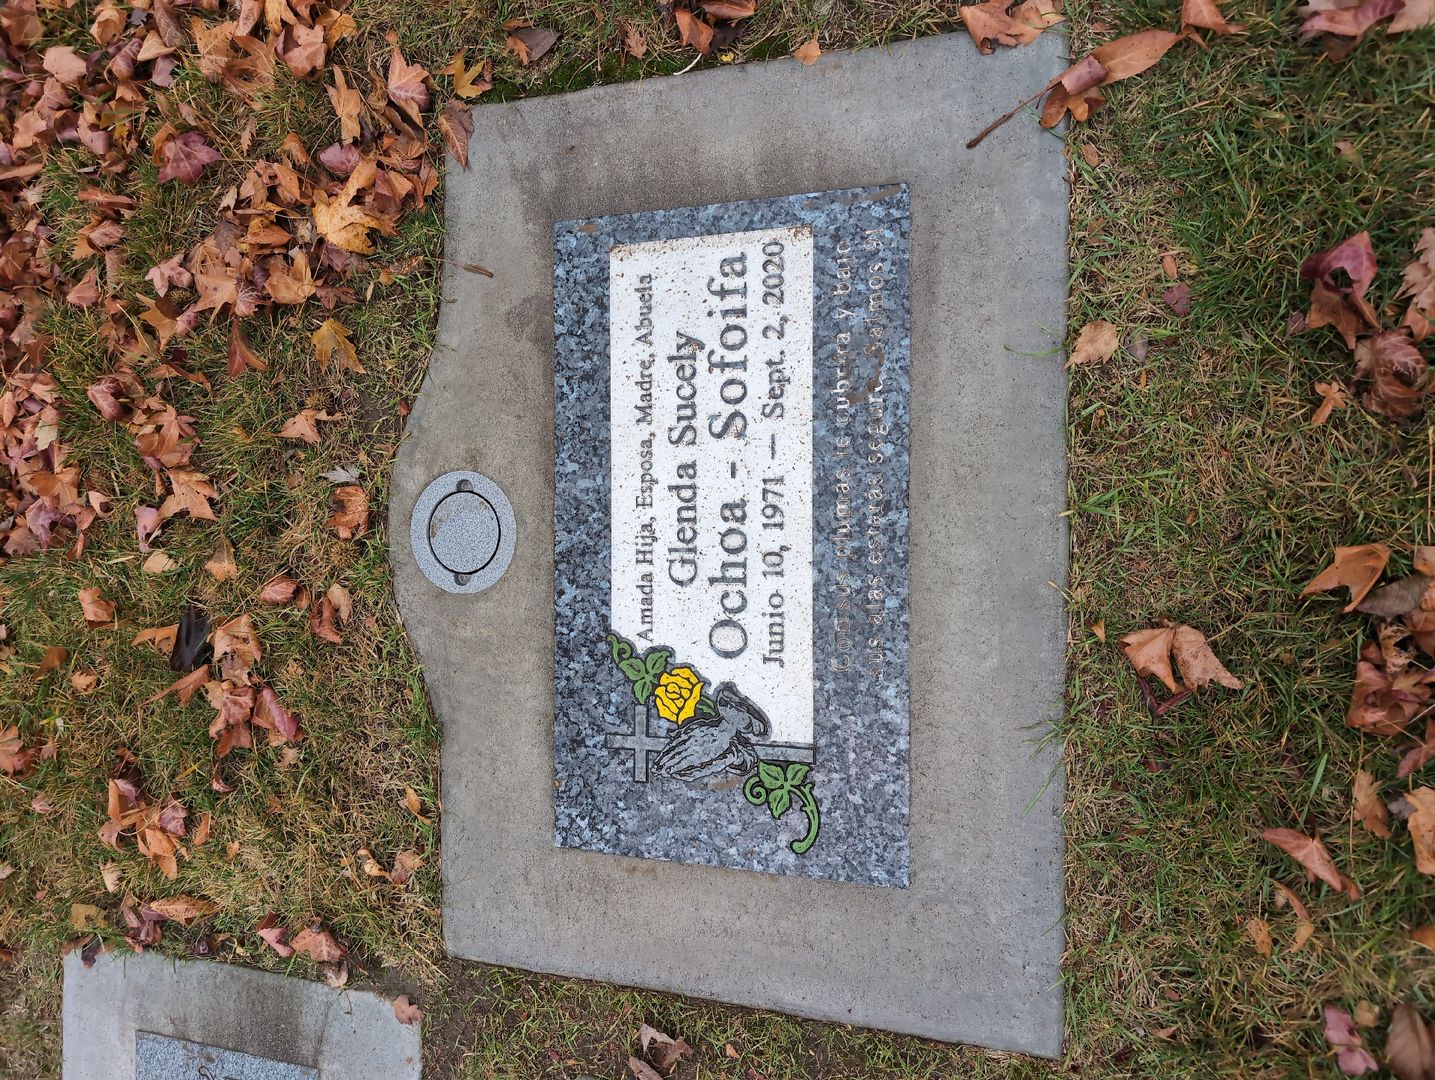 Amada Hija, Esposa, Madre, Abuela
Glenda Sucely
Ochoa - Sofoifa
Junio 10, 1971 — Sept. 2, 2020
Con sus plumas te cubrira y bajo
sus alas estarás seguro. Salmos 91